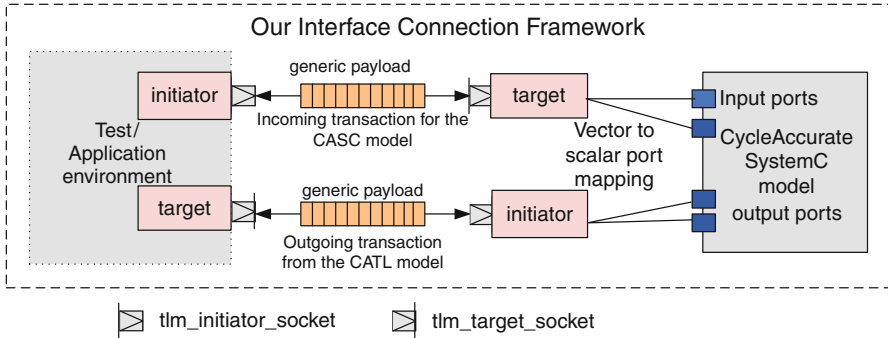 Our Interface Connection Framework
generic payload
initiator
target
Input ports
Test/
Application
environment
Incoming transaction for the
CASC model
Vector to
scalar port
mapping
CycleAccurate
SystemC
model
generic payload
target
initiator
output ports
Outgoing transaction
from the CATL model
tlm_initiator_socket
tlm_target_socket